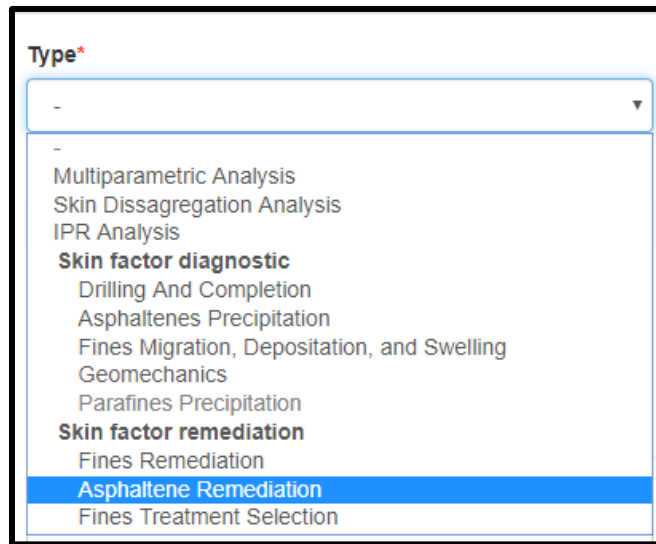 Type*
-
-
Multiparametric Analysis
Skin Dissagregation Analysis
IPR Analysis
Skin factor diagnostic
Drilling And Completion
Asphaltenes Precipitation
Fines Migration, Depositation, and Swelling
Geomechanics
Parafines Precipitation
Skin factor remediation
Fines Remediation
Asphaltene Remediation
Fines Treatment Selection